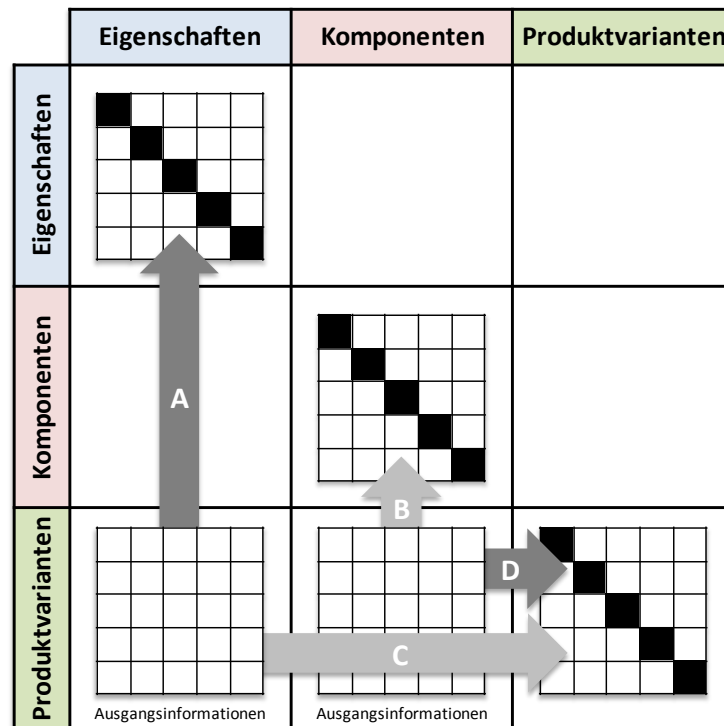 Eigenschaften
Komponenten
Produktvarianten
Eigenschaften
Komponenten
A
B
Produktvarianten
D
C
Ausgangsinformationen
Ausgangsinformationen